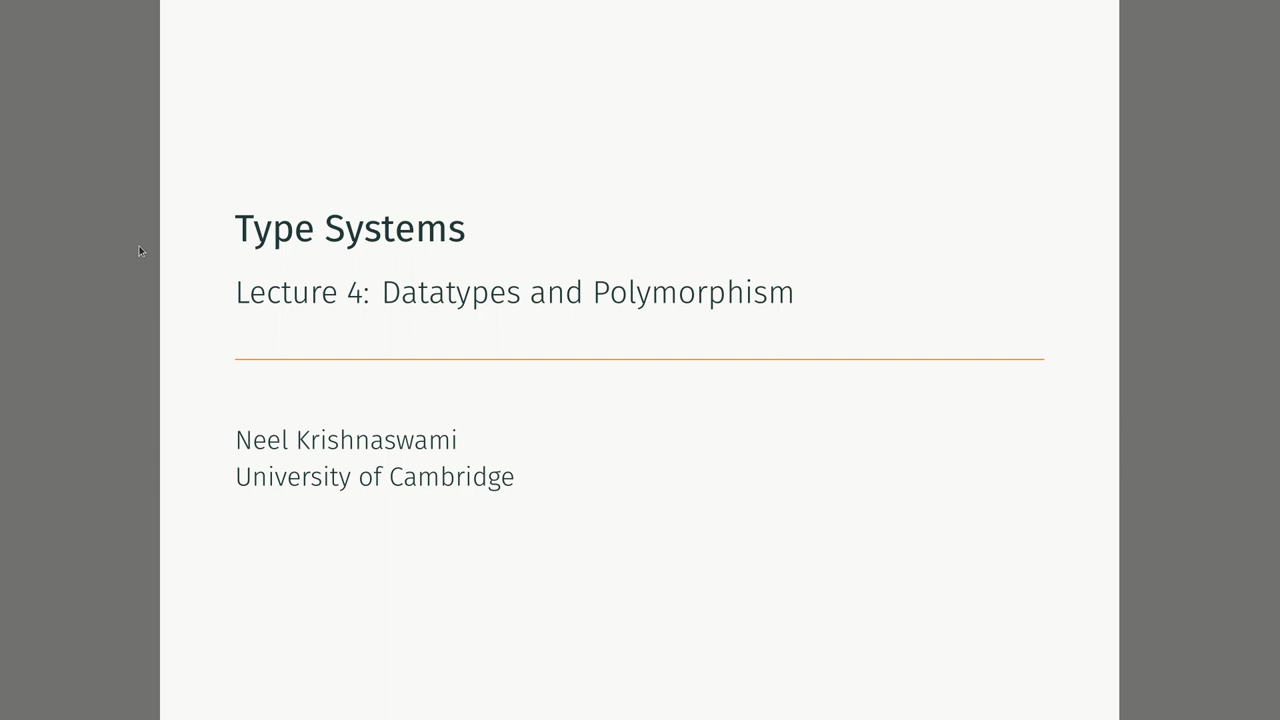 Type Systems
Lecture 4: Datatypes and Polymorphism
Neel Krishnaswami
University of Cambridge